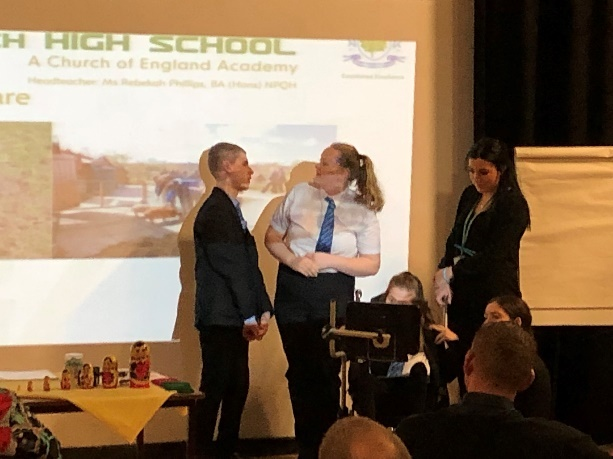 HIGH SCHOOL
A Church of England Academy
Headteacher: Ms Rebekah Phillips, BA (Hons) NPQH
are